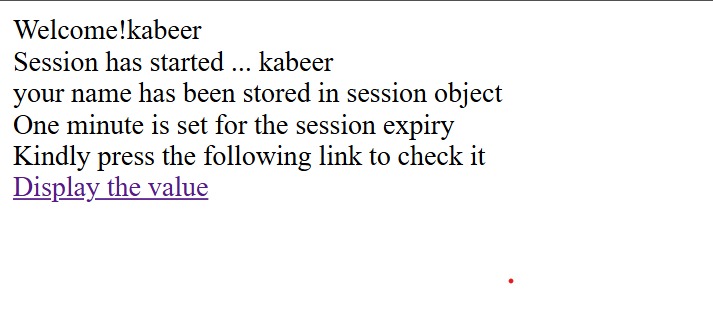 Welcome!kabeer
Session has started ... kabeer
your name has been stored in session object
One minute is set for the session expiry
Kindly press the following link to check it
Display the value